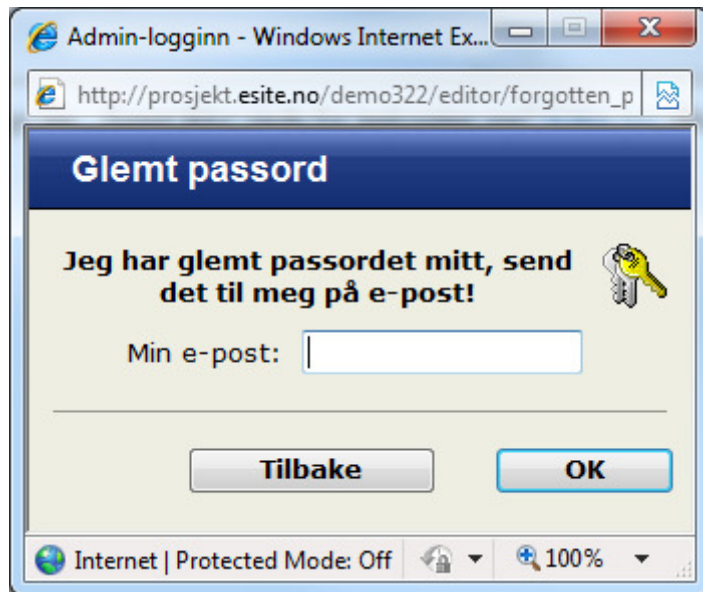 Admin-logginn - Windows Internet Ex...
http://prosjekt.esite.no/demo322/editor/forgotten_p
Glemt passord
Jeg har glemt passordet mitt, send
det til meg på e-post!
Min e-post:
Tilbake
OK
Internet | Protected Mode: Off
100%